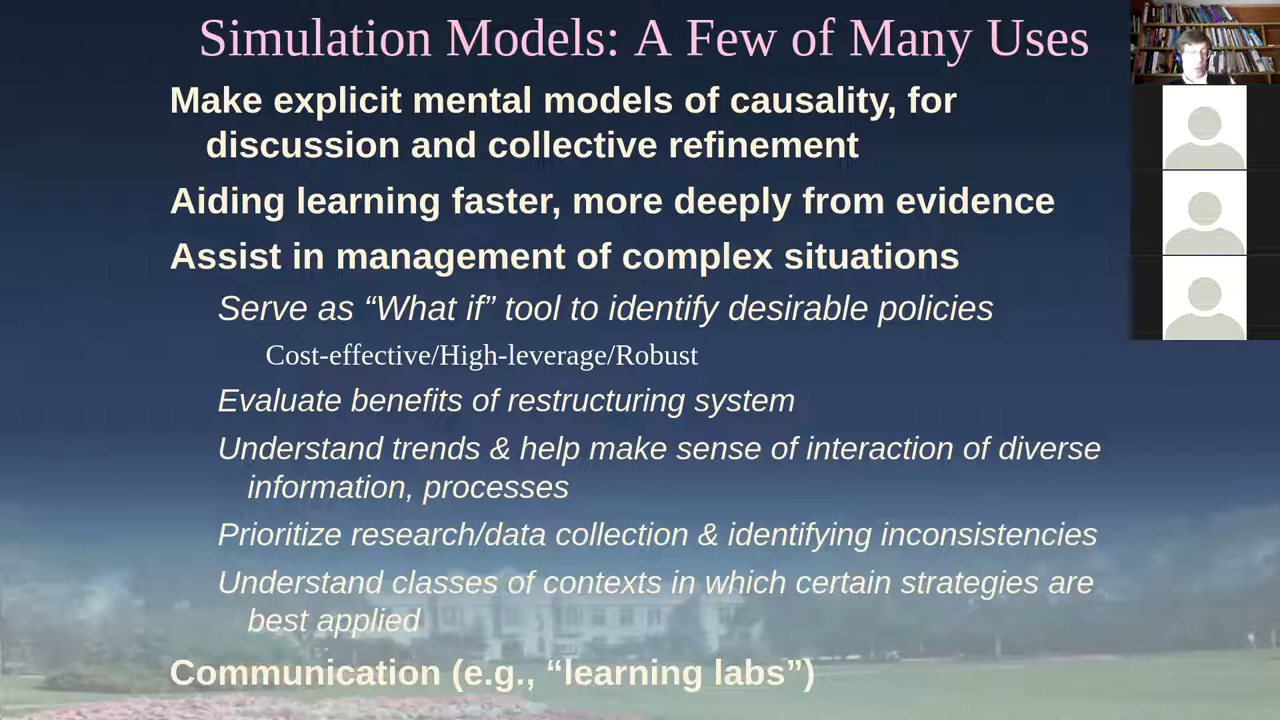 Simulation Models: A Few of Many Uses
Make explicit mental models of causality, for
discussion and collective refinement
Aiding learning faster, more deeply from evidence
Assist in management of complex situations
Serve as “What if” tool to identify desirable policies
Cost-effective/High-leverage/Robust
Evaluate benefits of restructuring system
Understand trends & help make sense of interaction of diverse
information, processes
Prioritize research/data collection & identifying inconsistencies
Understand classes of contexts in which certain strategies are
best applied
Communication (e.g., “learning labs”)